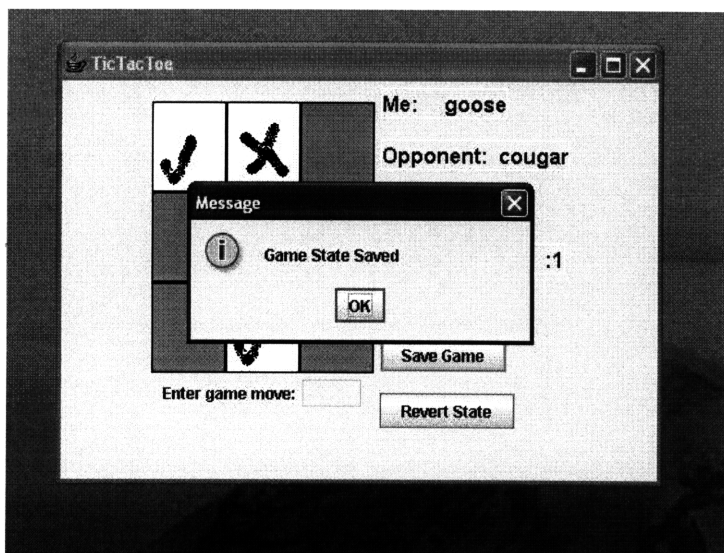 TicTacToe
Me: goose
Opponent: cougar
Message
Game State Saved
:1
OK
Save Game
Enter game move:
Revert State